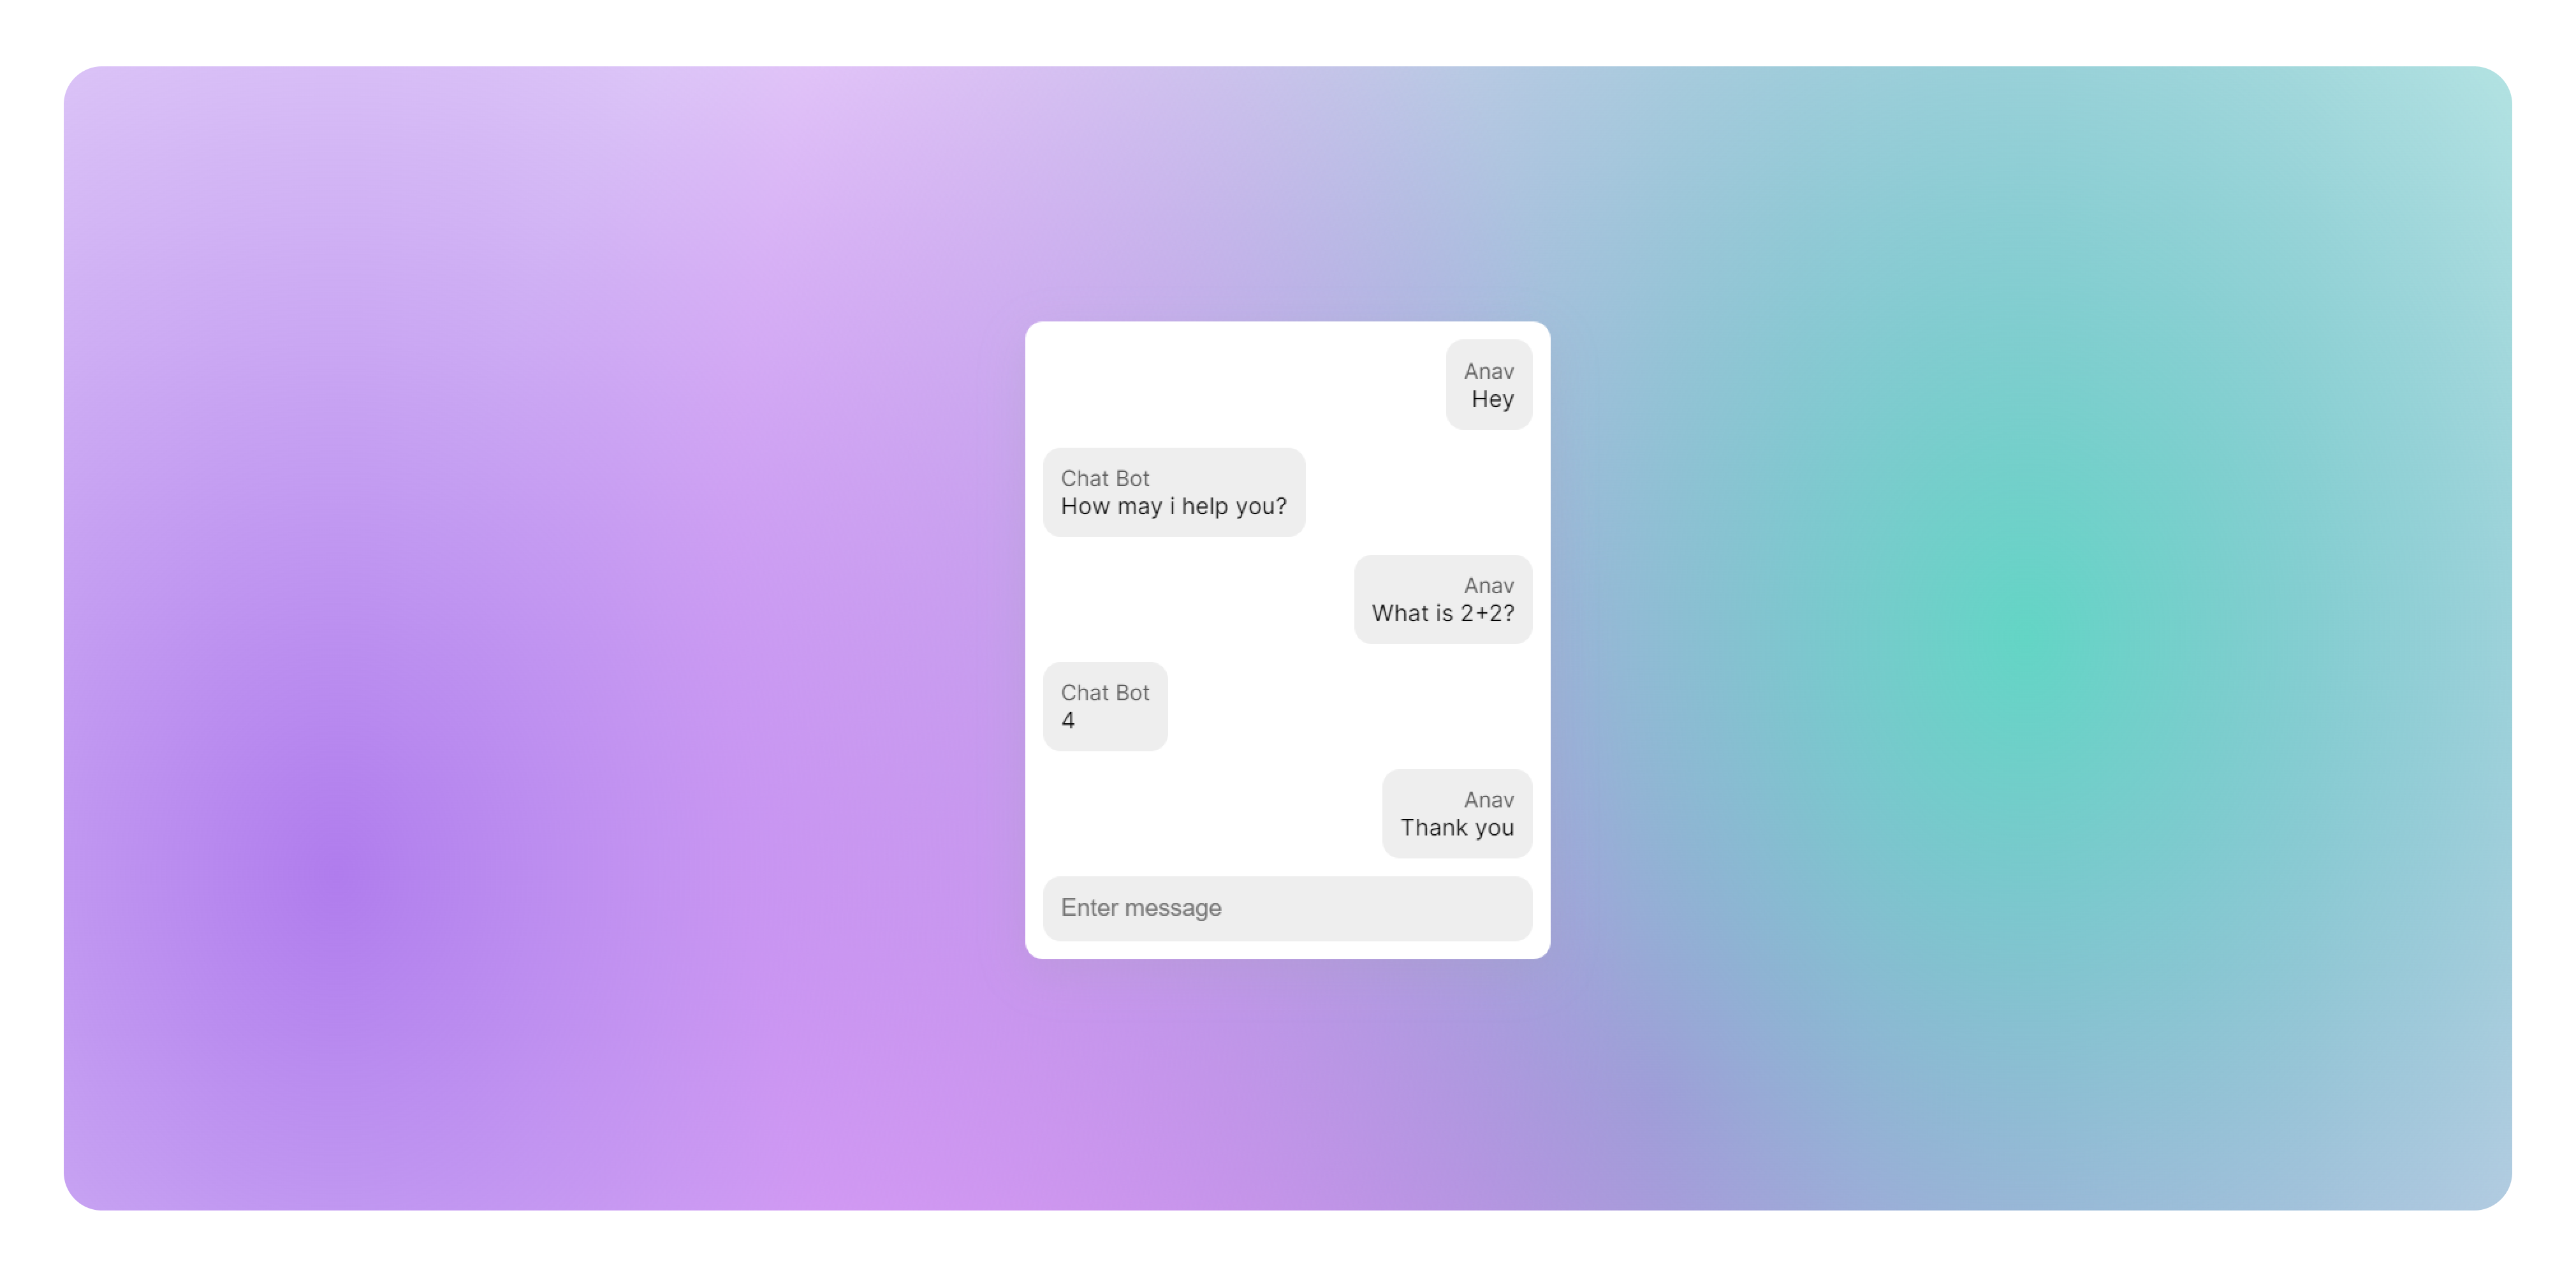 Anav
Hey
Chat Bot
How may i help you?
Anav
What is 2+2?
Chat Bot
4
Anav
Thank you
Enter message